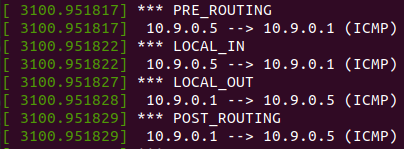 [ 3100.951817] *** PRE_ROUTING
[ 3100.951817]     10.9.0.5 --> 10.9.0.1 (ICMP)
[ 3100.951822] *** LOCAL_IN
[ 3100.951822]     10.9.0.5 --> 10.9.0.1 (ICMP)
[ 3100.951827] *** LOCAL_OUT
[ 3100.951828]     10.9.0.1 --> 10.9.0.5 (ICMP)
[ 3100.951829] *** POST_ROUTING
[ 3100.951829]     10.9.0.1 --> 10.9.0.5 (ICMP)